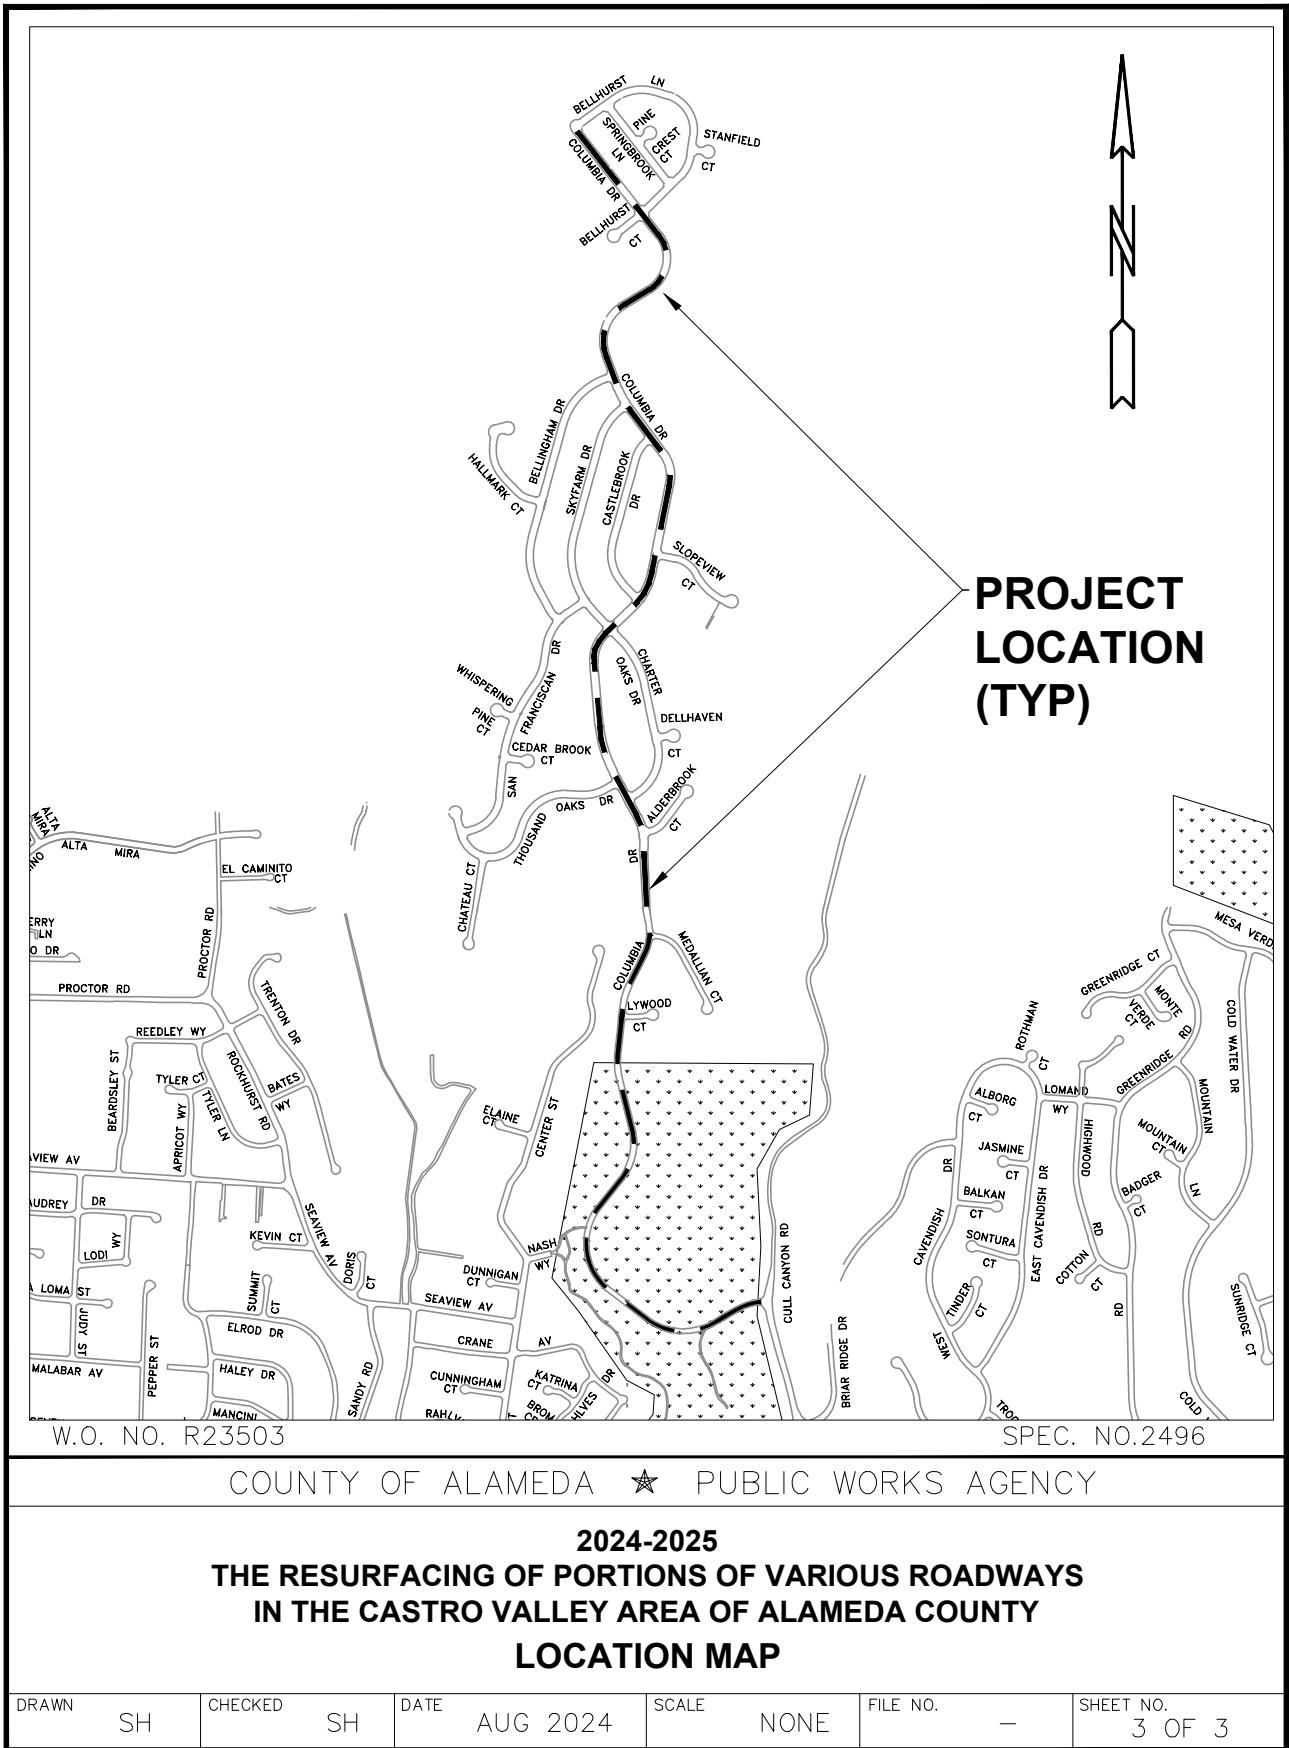 BELLHURST LN
PINE
CREST
CT
SPRINGBROOK
LN
STANFIELD
CT
COLUMBIA DR
BELLHURST
CT
N
COLUMBIA DR
BELLINGHAM DR
HALLMARK CT
SKYFARM DR
CASTLEBROOK
DR
SLOPEVIEW
CT
PROJECT
LOCATION
(TYP)
CHARTER
OAKS DR
WHISPERING
PINE
CT
SAN FRANCISCAN DR
DELLHAVEN
CT
CEDAR BROOK
CT
THOUSAND OAKS DR
ALDERBROOK
CT
CHATEAU CT
COLUMBIA DR
MEDALLIAN CT
LYWOOD
CT
ALTA
MIRA
INO
ALTA MIRA
EL CAMINITO
CT
ERRY
LN
O DR
PROCTOR RD
PROCTOR RD
TRENTON DR
REEDLEY WY
BEARDSLEY ST
TYLER CT
TYLER LN
APRICOT WY
ROCKHURST RD
BATES
WY
ELAINE
CT
CENTER ST
AVIEW AV
AUDREY DR
LODI WY
A LOMA ST
JUDY ST
MALABAR AV
PEPPER ST
KEVIN CT
SEAVIEW AV
DORIS
CT
SUMMIT
CT
ELROD DR
HALEY DR
MANCINI
SANDY RD
NASH
WY
DUNNIGAN
CT
SEAVIEW AV
CRANE AV
CUNNINGHAM
CT
KATRINA
CT
BROM
HLVES DR
CULL CANYON RD
BRIAR RIDGE DR
MESA VERD
GREENRIDGE CT
MONTE
VERDE
CT
ROTHMAN
CT
COLD WATER DR
GREENRIDGE RD
ALBORG
CT
LOMAND
WY
MOUNTAIN
LN
MOUNTAIN
CT
HIGHWOOD
RD
JASMINE
CT
BADGER
CT
BALKAN
CT
EAST CAVENDISH DR
SONTURA
CT
COTTON
CT
WEST CAVENDISH DR
TINDER
CT
RD
SUNRIDGE CT
COLD
W.O. NO. R23503
SPEC. NO.2496
COUNTY OF ALAMEDA PUBLIC WORKS AGENCY
2024-2025
THE RESURFACING OF PORTIONS OF VARIOUS ROADWAYS
IN THE CASTRO VALLEY AREA OF ALAMEDA COUNTY
LOCATION MAP
DRAWN SH
CHECKED SH
DATE AUG 2024
SCALE NONE
FILE NO. –
SHEET NO. 3 OF 3